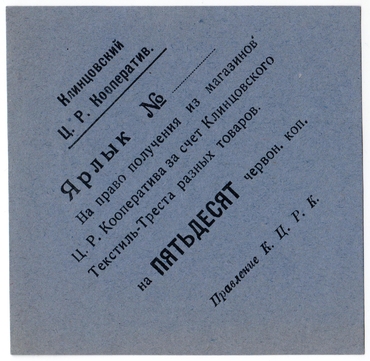 Клинцовский
Ц. Р. Кооператив.
Ярлык №
На право получения из магазинов
Ц. Р. Кооператива за счет Клинцовского
Текстиль-Треста разных товаров.
на ПЯТЬДЕСЯТ червон. коп.
Правление К. Ц. Р. К.